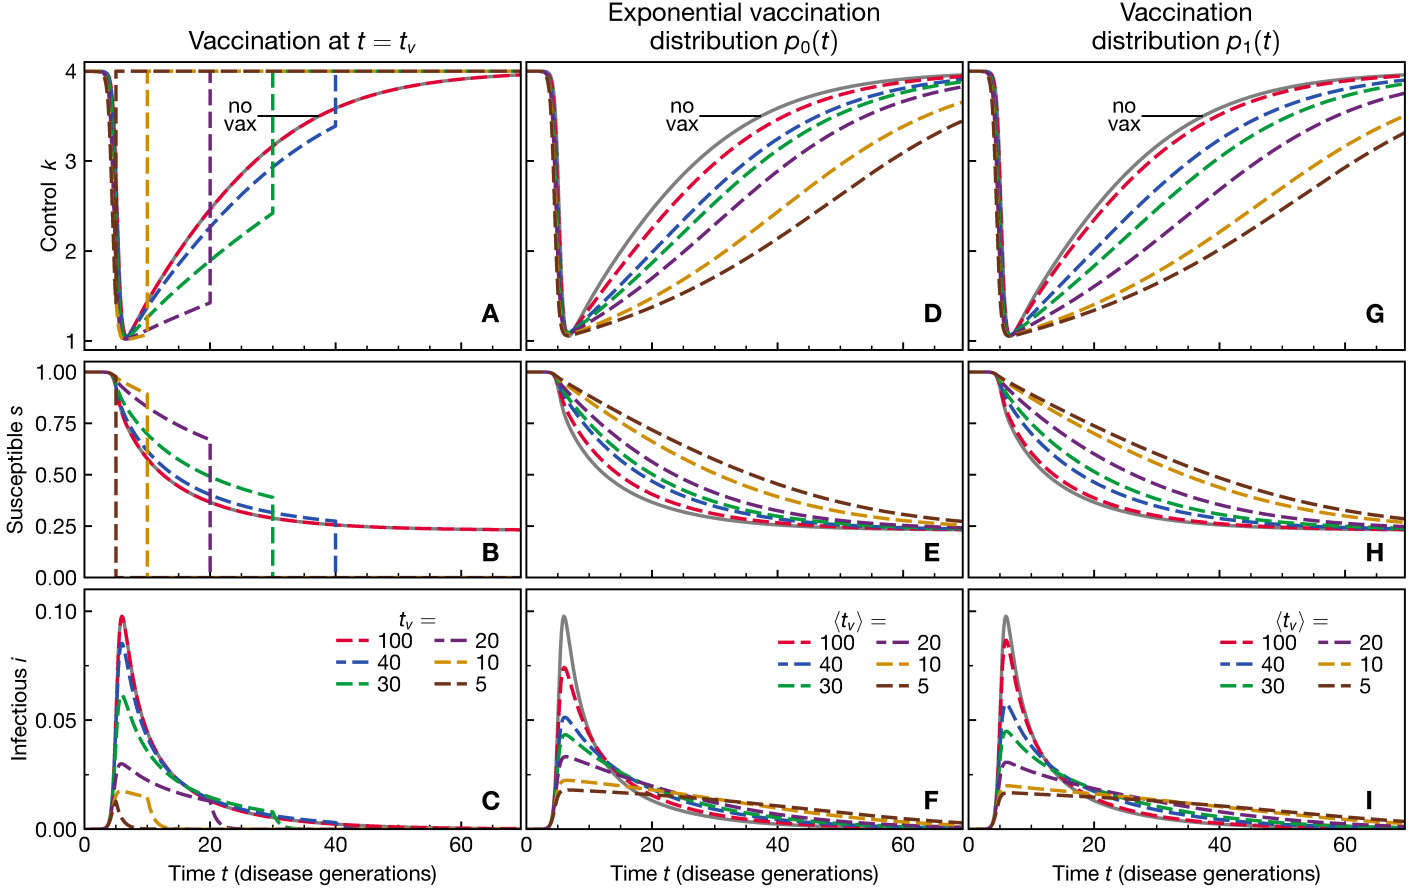 Vaccination at t = tᵥ
Exponential vaccination
distribution p₀(t)
Vaccination
distribution p₁(t)
Control k
4
3
2
1
no
vax
A
no
vax
D
no
vax
G
Susceptible s
1.00
0.75
0.50
0.25
0.00
B
E
H
Infectious i
0.10
0.05
0.00
tᵥ =
100
40
30
20
10
5
C
⟨tᵥ⟩ =
100
40
30
20
10
5
F
⟨tᵥ⟩ =
100
40
30
20
10
5
I
0 20 40 60
0 20 40 60
0 20 40 60
Time t (disease generations)
Time t (disease generations)
Time t (disease generations)